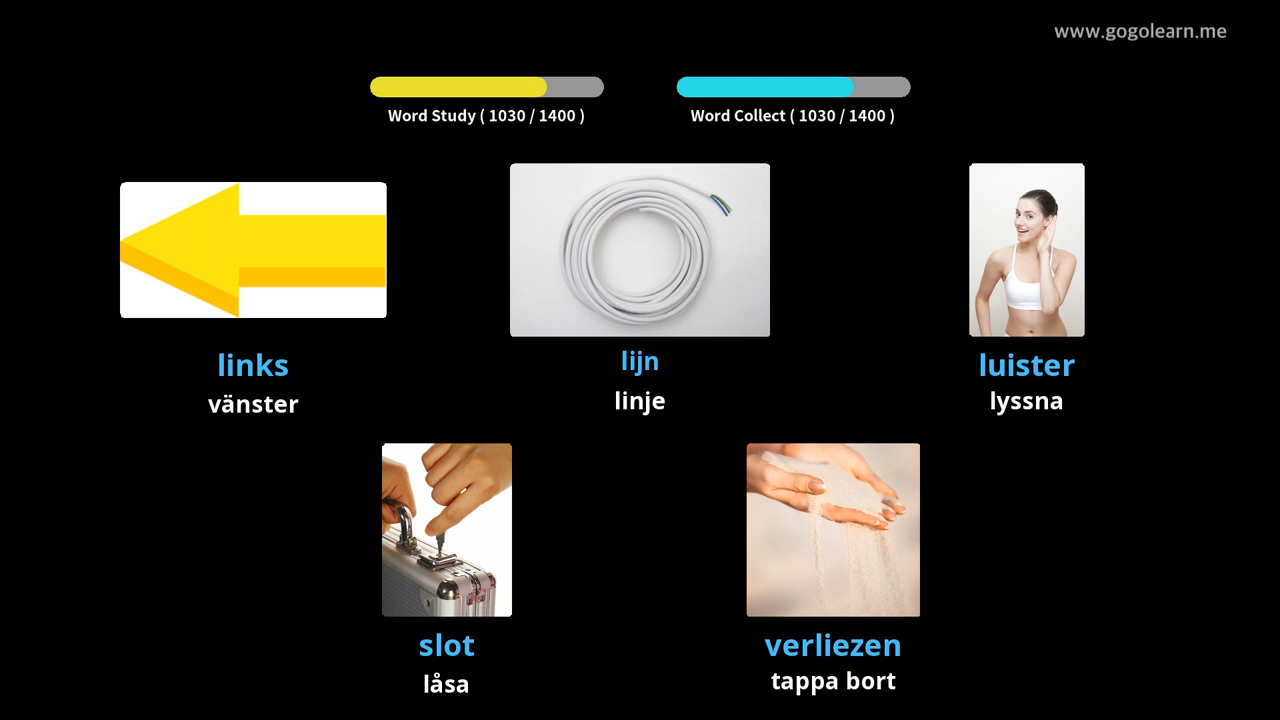 www.gogolearn.me
Word Study ( 1030 / 1400 )
Word Collect ( 1030 / 1400 )
links
vänster
lijn
linje
luister
lyssna
slot
låsa
verliezen
tappa bort